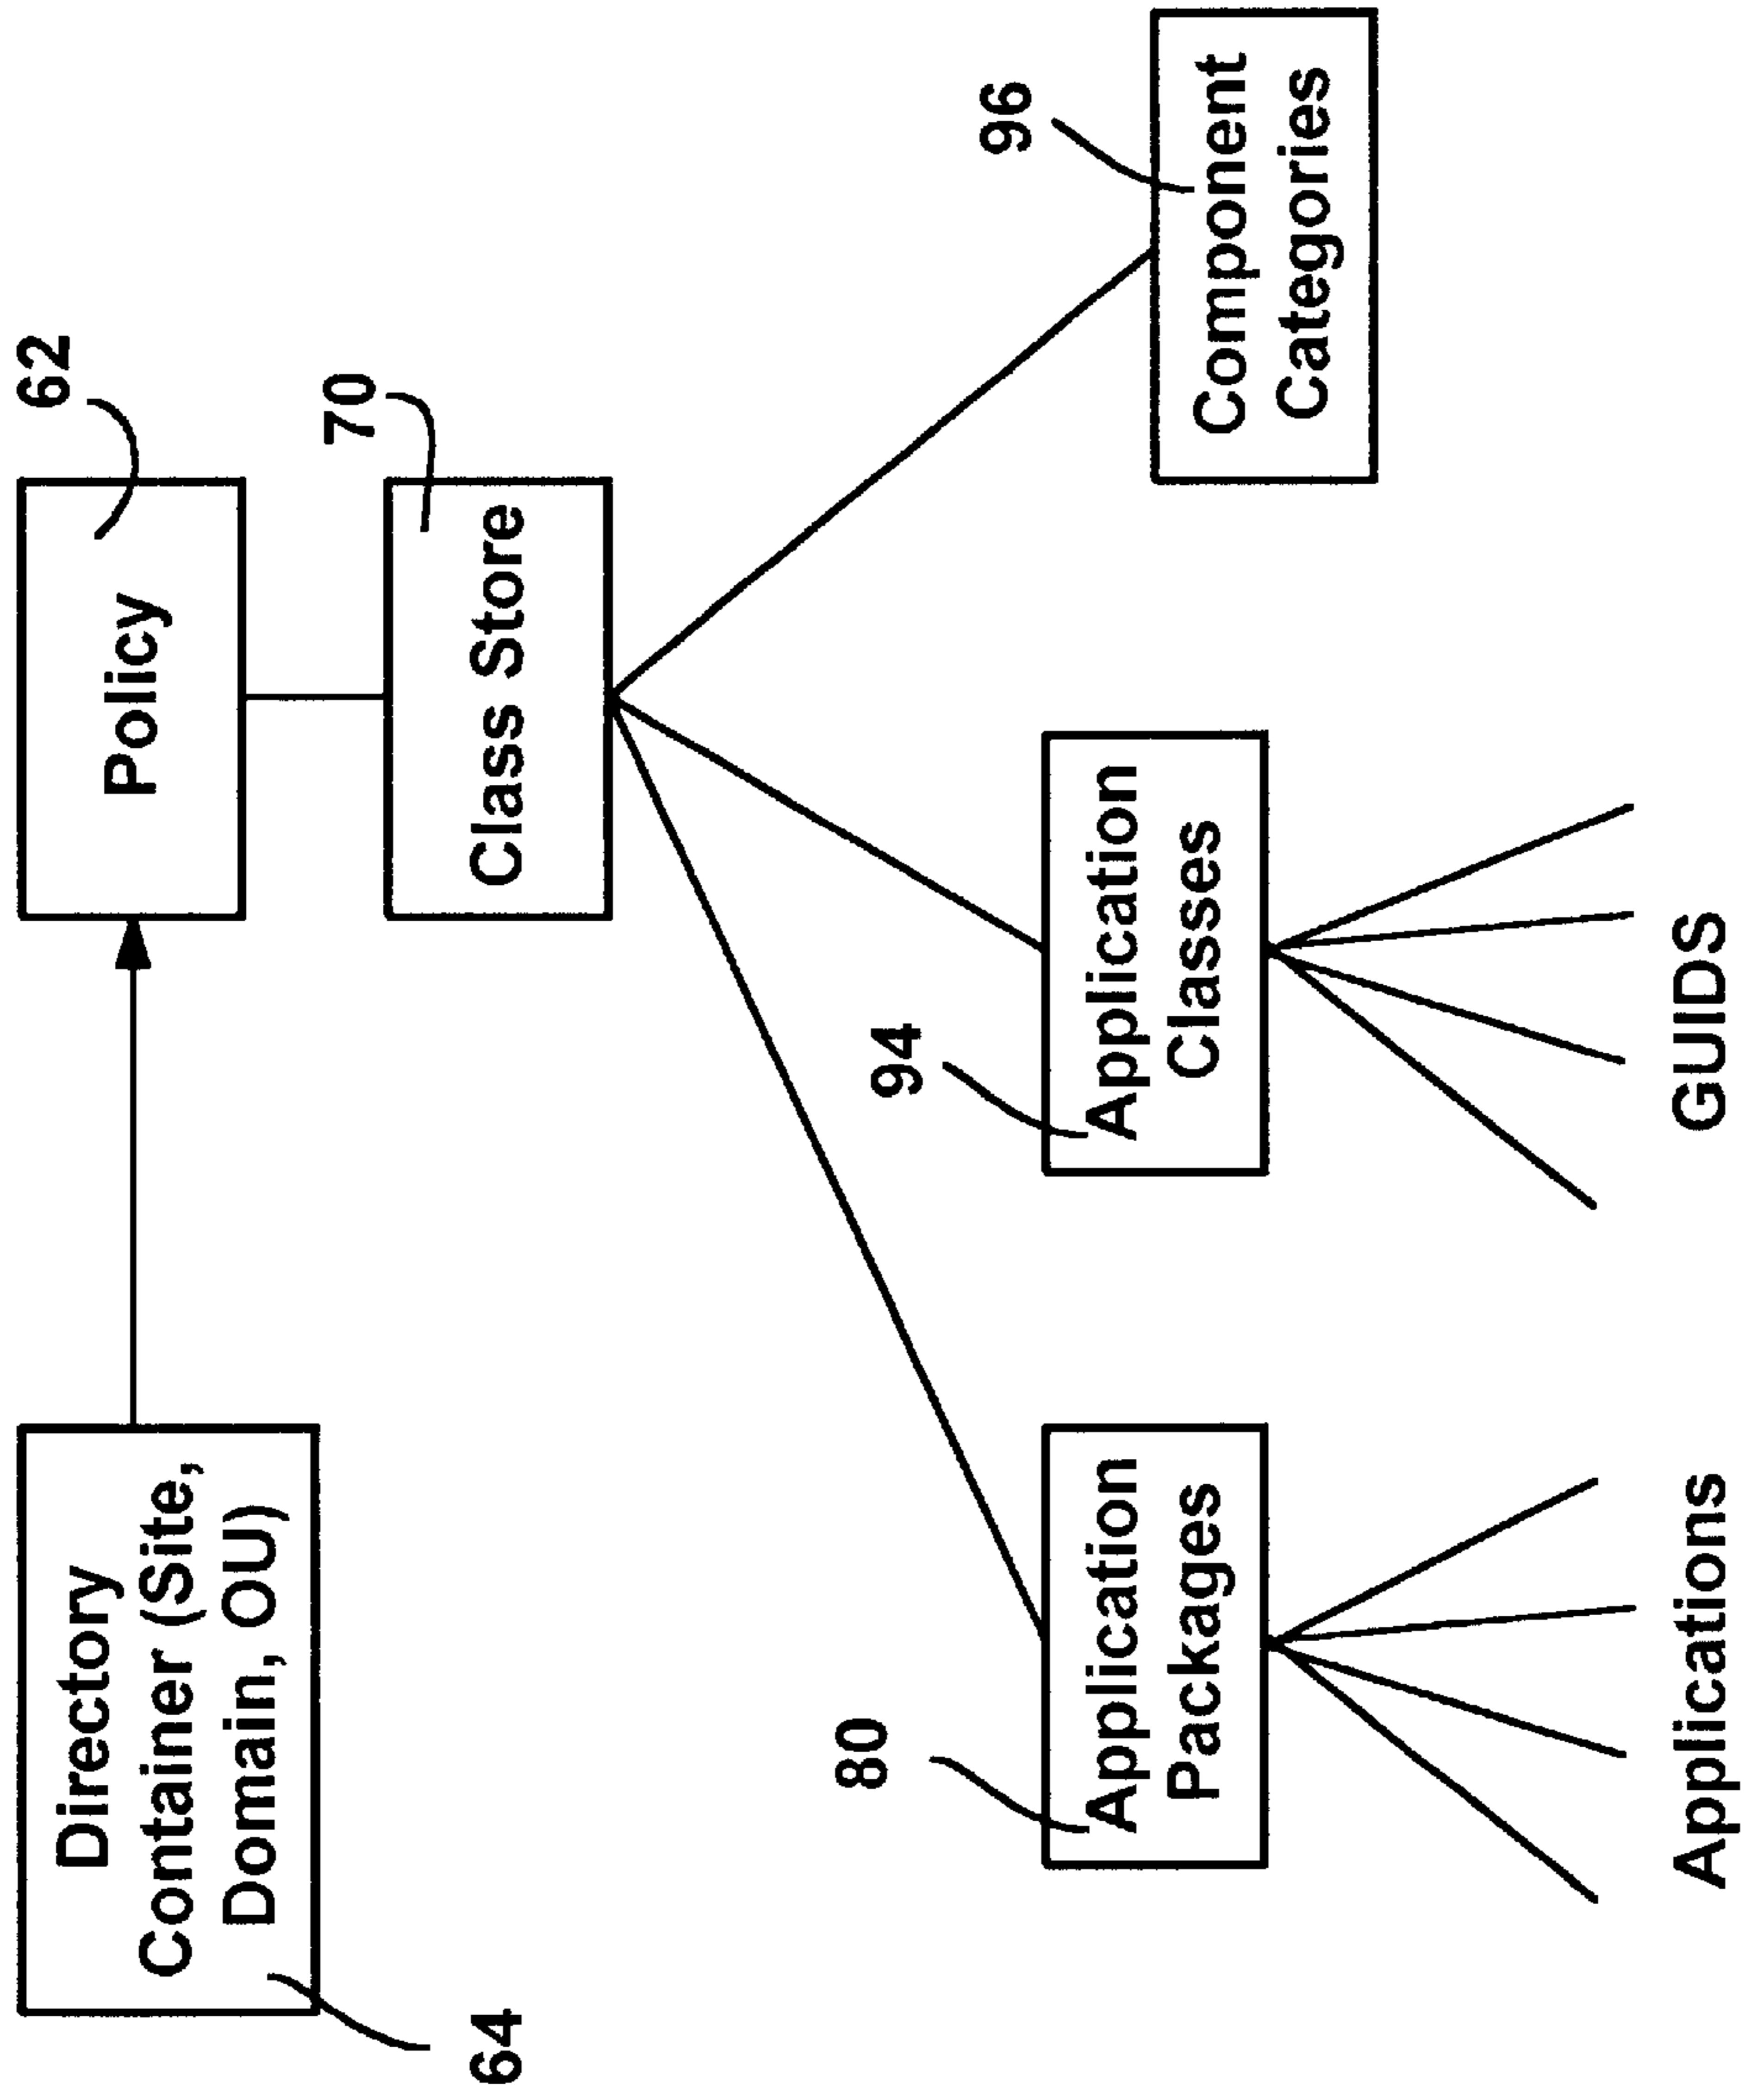 Directory
Container (Site,
Domain, OU)
64
Policy
62
Class Store
70
80
Application
Packages
94
Application
Classes
96
Component
Categories
Applications
GUIDS